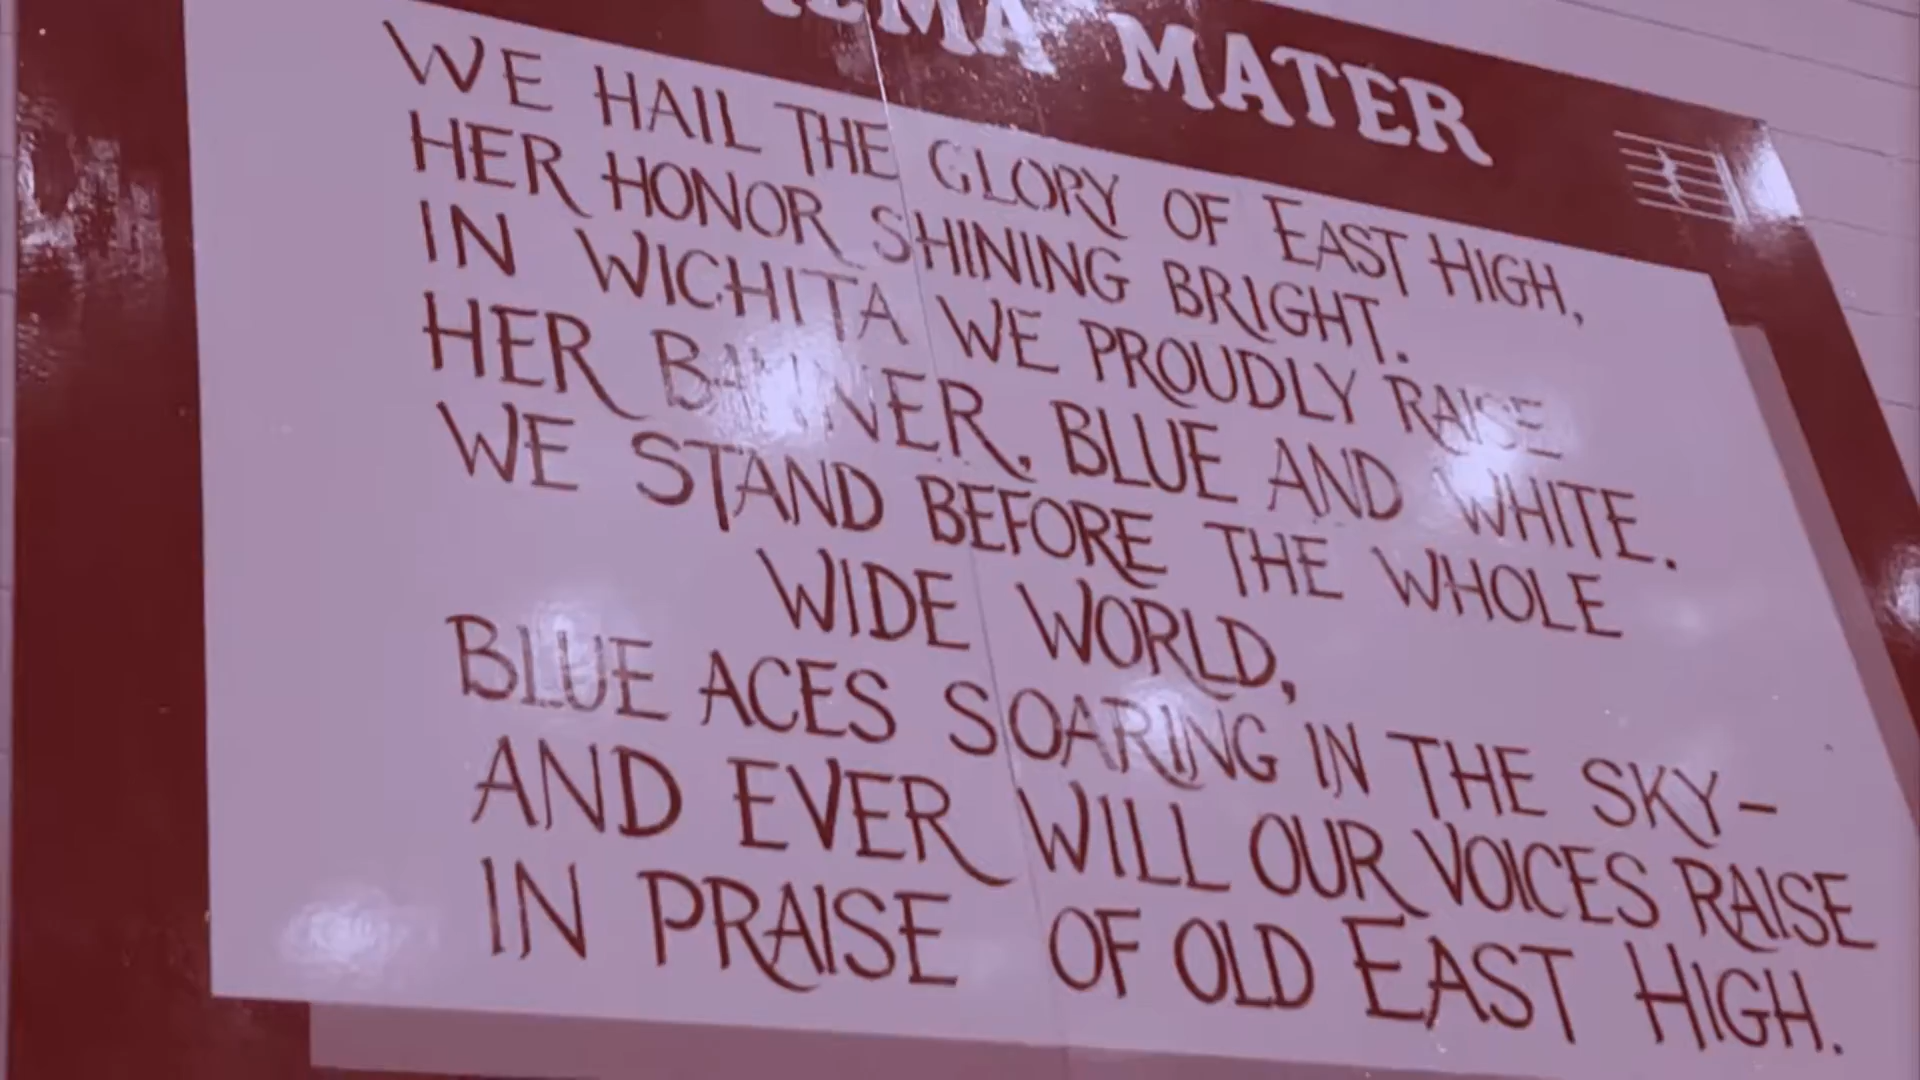 ALMA MATER
WE HAIL THE GLORY OF EAST HIGH,
HER HONOR SHINING BRIGHT.
IN WICHITA WE PROUDLY RAISE
HER BANNER, BLUE AND WHITE.
WE STAND BEFORE THE WHOLE
WIDE WORLD,
BLUE ACES SOARING IN THE SKY-
AND EVER WILL OUR VOICES RAISE
IN PRAISE OF OLD EAST HIGH.